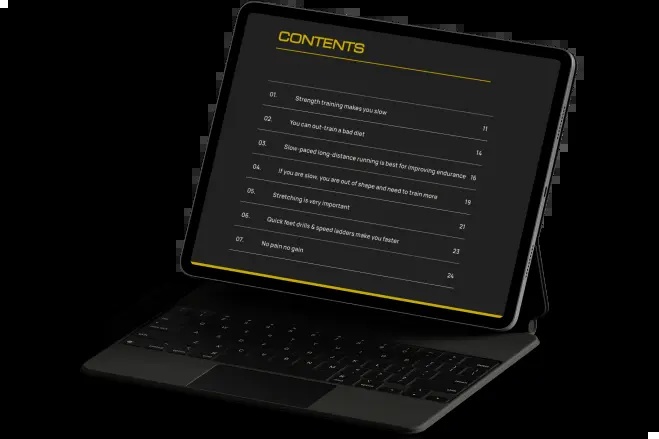 CONTENTS
01. Strength training makes you slow 11
02. You can out-train a bad diet 14
03. Slow-paced long-distance running is best for improving endurance 16
04. If you are slow, you are out of shape and need to train more 19
05. Stretching is very important 21
06. Quick feet drills & speed ladders make you faster 23
07. No pain no gain 24